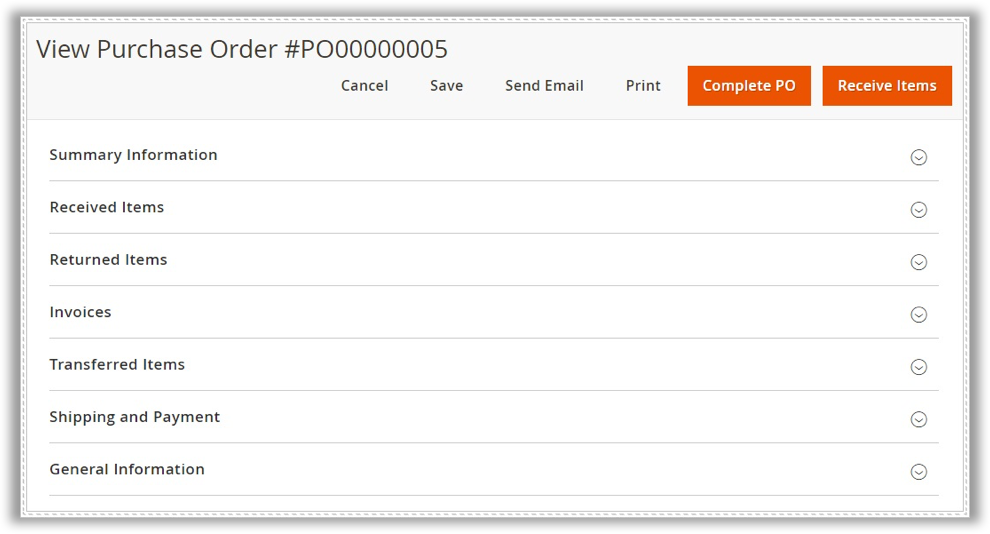 View Purchase Order #PO00000005
Cancel Save Send Email Print Complete PO Receive Items
Summary Information
Received Items
Returned Items
Invoices
Transferred Items
Shipping and Payment
General Information